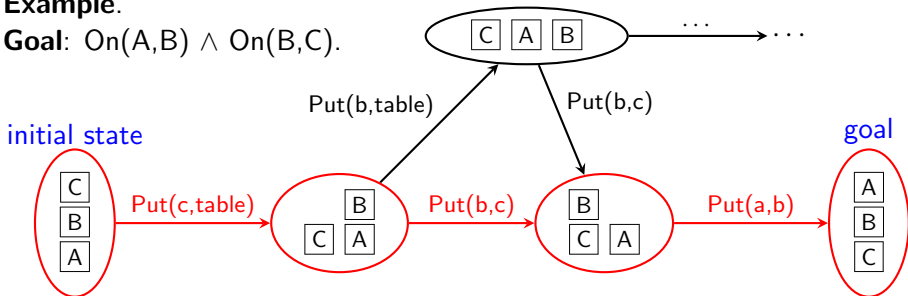 Example.
Goal: On(A,B) ∧ On(B,C).
C A B
...
...
Put(b,table)
Put(b,c)
initial state
goal
C
B
A
Put(c,table)
B
C A
Put(b,c)
B
C A
Put(a,b)
A
B
C